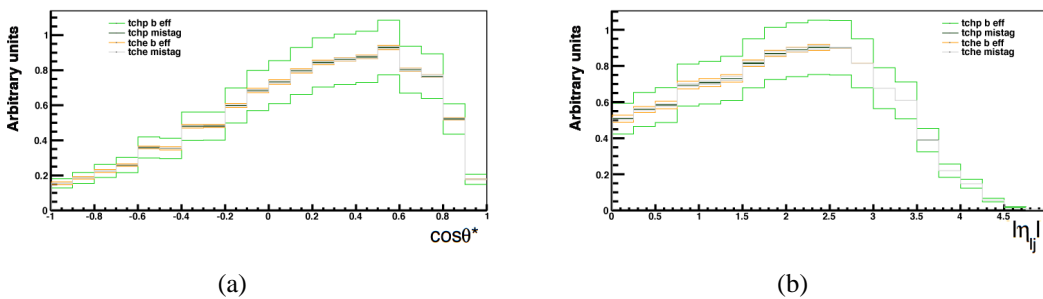 Arbitrary units
tchp b eff
tchp mistag
tche b eff
tche mistag
1
0.8
0.6
0.4
0.2
0
-1 -0.8 -0.6 -0.4 -0.2 0 0.2 0.4 0.6 0.8 1
cosθ*
(a)
Arbitrary units
tchp b eff
tchp mistag
tche b eff
tche mistag
1
0.8
0.6
0.4
0.2
0
0 0.5 1 1.5 2 2.5 3 3.5 4 4.5
|η_lj|
(b)